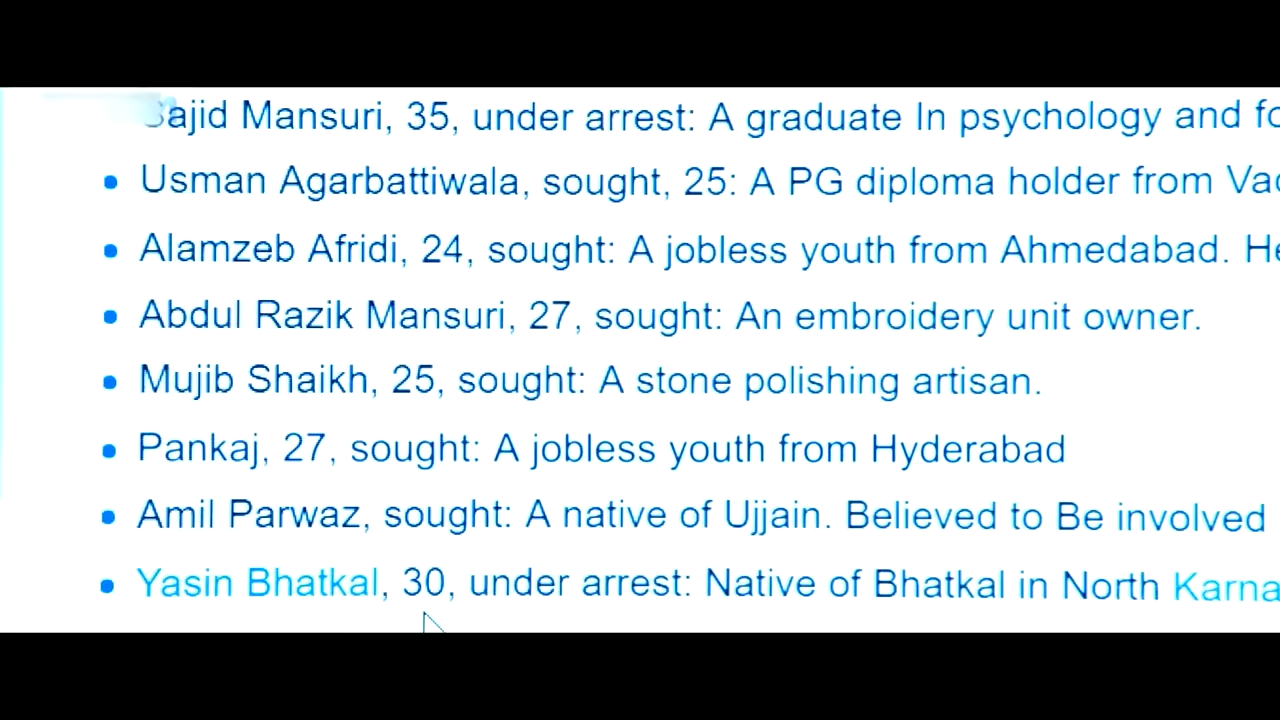 Sajid Mansuri, 35, under arrest: A graduate In psychology and fo
Usman Agarbattiwala, sought, 25: A PG diploma holder from Vad
Alamzeb Afridi, 24, sought: A jobless youth from Ahmedabad. He
Abdul Razik Mansuri, 27, sought: An embroidery unit owner.
Mujib Shaikh, 25, sought: A stone polishing artisan.
Pankaj, 27, sought: A jobless youth from Hyderabad
Amil Parwaz, sought: A native of Ujjain. Believed to Be involved
Yasin Bhatkal, 30, under arrest: Native of Bhatkal in North Karna